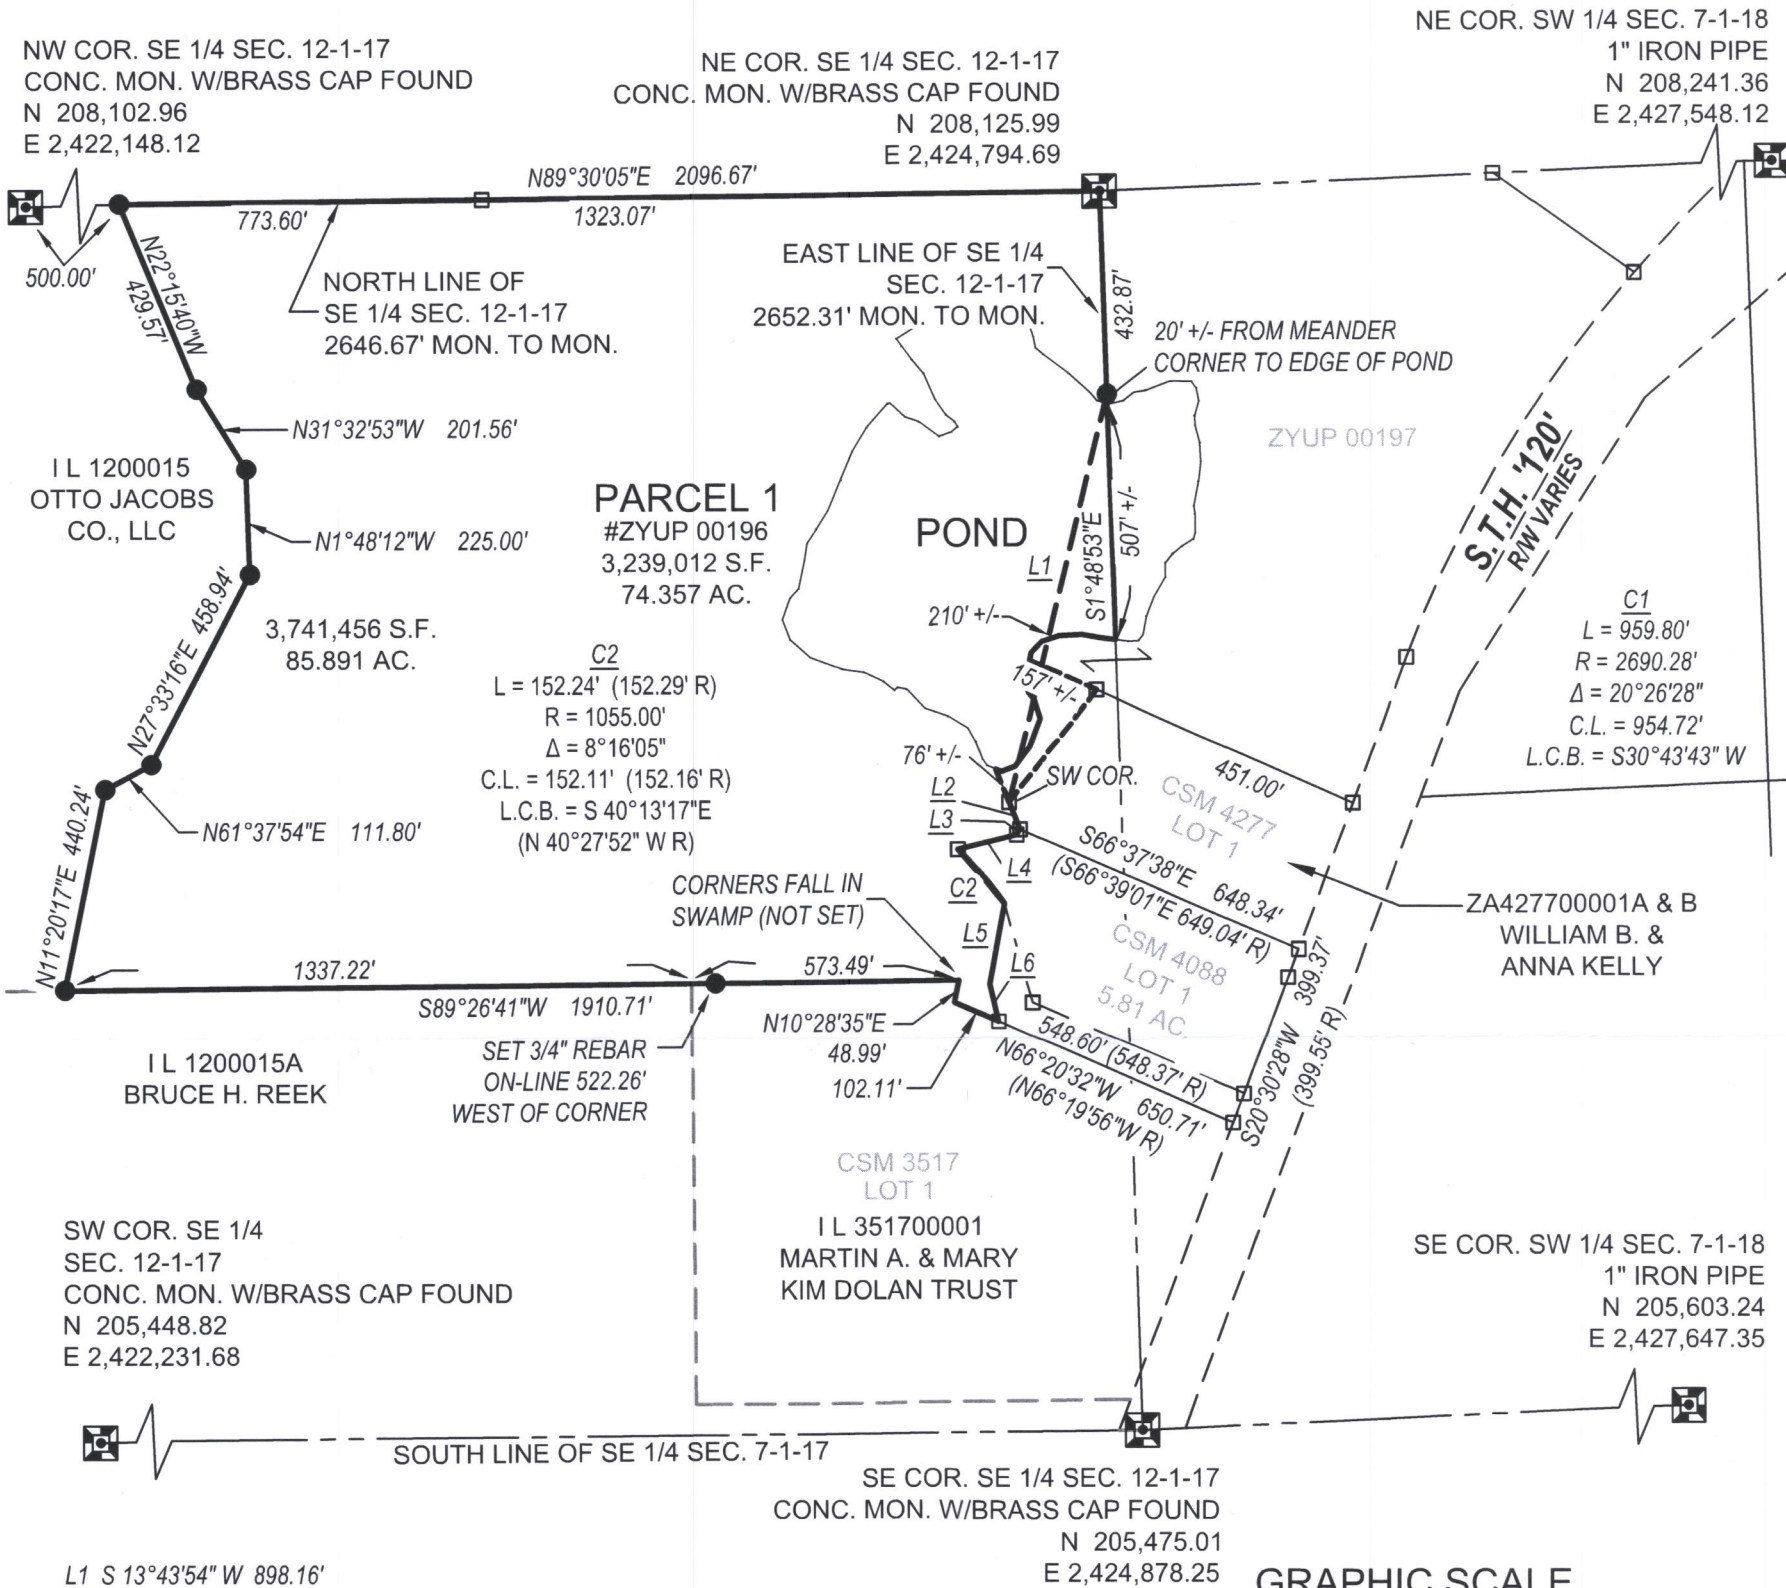 NW COR. SE 1/4 SEC. 12-1-17
CONC. MON. W/BRASS CAP FOUND
N 208,102.96
E 2,422,148.12
NE COR. SE 1/4 SEC. 12-1-17
CONC. MON. W/BRASS CAP FOUND
N 208,125.99
E 2,424,794.69
NE COR. SW 1/4 SEC. 7-1-18
1" IRON PIPE
N 208,241.36
E 2,427,548.12
N89°30'05"E 2096.67'
773.60'
1323.07'
500.00'
N22°15'40"W
429.57'
NORTH LINE OF
SE 1/4 SEC. 12-1-17
2646.67' MON. TO MON.
EAST LINE OF SE 1/4
SEC. 12-1-17
2652.31' MON. TO MON.
432.87'
20' +/- FROM MEANDER
CORNER TO EDGE OF POND
ZYUP 00197
S.T.H. '120'
R/W VARIES
N31°32'53"W 201.56'
I L 1200015
OTTO JACOBS
CO., LLC
N1°48'12"W 225.00'
PARCEL 1
#ZYUP 00196
3,239,012 S.F.
74.357 AC.
POND
L1
S1°48'53"E
507' +/-
210' +/-
157' +/-
76' +/-
SW COR.
N27°33'16"E 458.94'
3,741,456 S.F.
85.891 AC.
C2
L = 152.24' (152.29' R)
R = 1055.00'
Δ = 8°16'05"
C.L. = 152.11' (152.16' R)
L.C.B. = S 40°13'17"E
(N 40°27'52" W R)
C1
L = 959.80'
R = 2690.28'
Δ = 20°26'28"
C.L. = 954.72'
L.C.B. = S30°43'43" W
451.00'
CSM 4277
LOT 1
L2
L3
L4
C2
L5
L6
N61°37'54"E 111.80'
N11°20'17"E 440.24'
CORNERS FALL IN
SWAMP (NOT SET)
S66°37'38"E 648.34'
(S66°39'01"E 649.04' R)
ZA427700001A & B
WILLIAM B. &
ANNA KELLY
CSM 4088
LOT 1
5.81 AC.
1337.22'
573.49'
S89°26'41"W 1910.71'
N10°28'35"E
48.99'
102.11'
548.60' (548.37' R)
N66°20'32"W 650.71'
(N66°19'56"W R)
S20°30'28"W 399.37'
(399.55' R)
SET 3/4" REBAR
ON-LINE 522.26'
WEST OF CORNER
I L 1200015A
BRUCE H. REEK
CSM 3517
LOT 1
I L 351700001
MARTIN A. & MARY
KIM DOLAN TRUST
SW COR. SE 1/4
SEC. 12-1-17
CONC. MON. W/BRASS CAP FOUND
N 205,448.82
E 2,422,231.68
SE COR. SW 1/4 SEC. 7-1-18
1" IRON PIPE
N 205,603.24
E 2,427,647.35
SOUTH LINE OF SE 1/4 SEC. 7-1-17
SE COR. SE 1/4 SEC. 12-1-17
CONC. MON. W/BRASS CAP FOUND
N 205,475.01
E 2,424,878.25
L1 S 13°43'54" W 898.16'
GRAPHIC SCALE